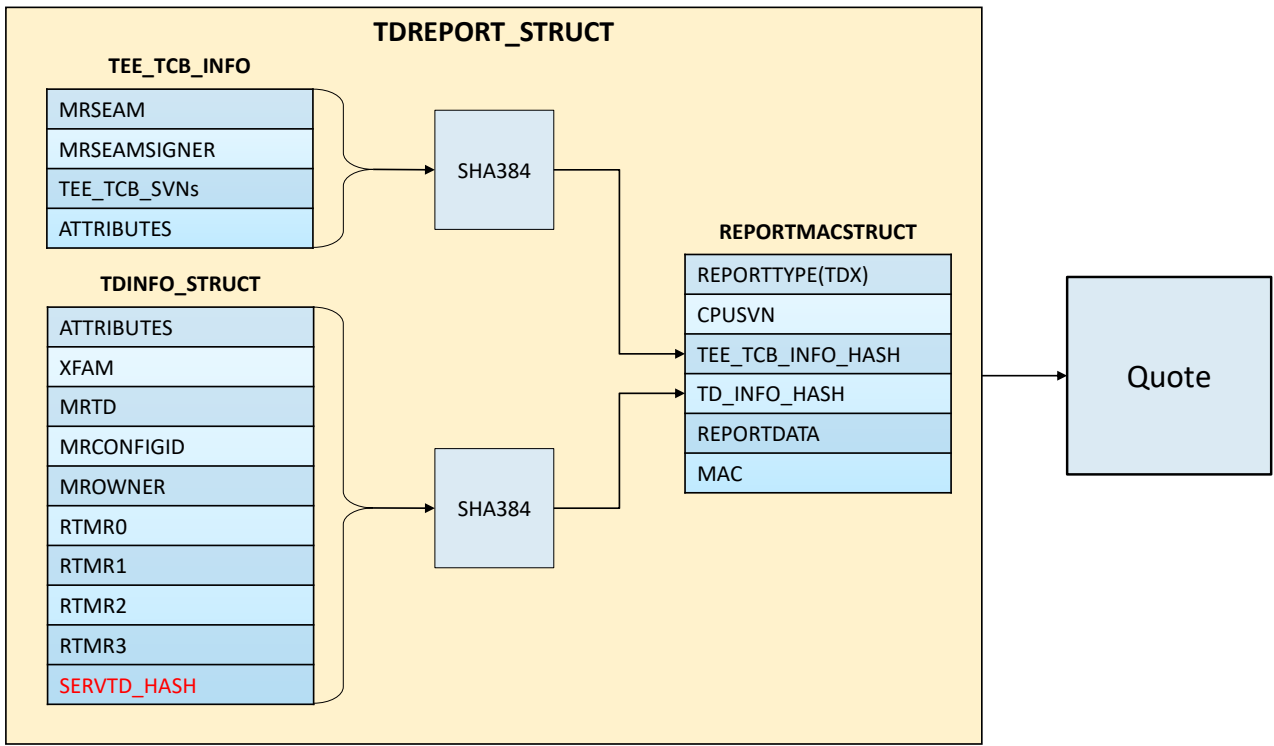 TDREPORT_STRUCT
TEE_TCB_INFO
MRSEAM
MRSEAMSIGNER
TEE_TCB_SVNs
ATTRIBUTES
SHA384
TDINFO_STRUCT
ATTRIBUTES
XFAM
MRTD
MRCONFIGID
MROWNER
RTMR0
RTMR1
RTMR2
RTMR3
SERVTD_HASH
SHA384
REPORTMACSTRUCT
REPORTTYPE(TDX)
CPUSVN
TEE_TCB_INFO_HASH
TD_INFO_HASH
REPORTDATA
MAC
Quote